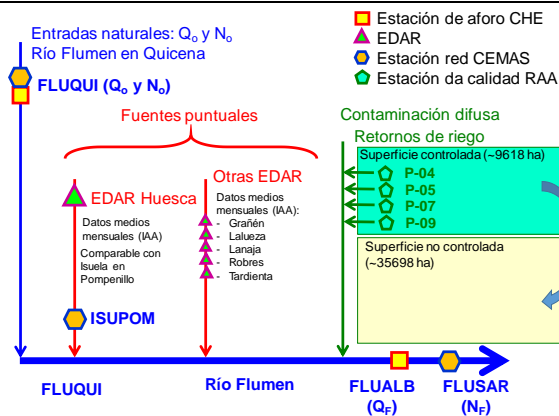 Entradas naturales: Qo y No
Río Flumen en Quicena
FLUQUI (Qo y No)
Estación de aforo CHE
EDAR
Estación red CEMAS
Estación da calidad RAA
Fuentes puntuales
Contaminación difusa
Retornos de riego
EDAR Huesca
Datos medios
mensuales (IAA)
Comparable con
Isuela en
Pompenillo
ISUPOM
Otras EDAR
Datos medios
mensuales (IAA):
- Grañén
- Lalueza
- Lanaja
- Robres
- Tardienta
Superficie controlada (~9618 ha)
P-04
P-05
P-07
P-09
Superficie no controlada
(~35698 ha)
FLUQUI
Río Flumen
FLUALB
(QF)
FLUSAR
(NF)